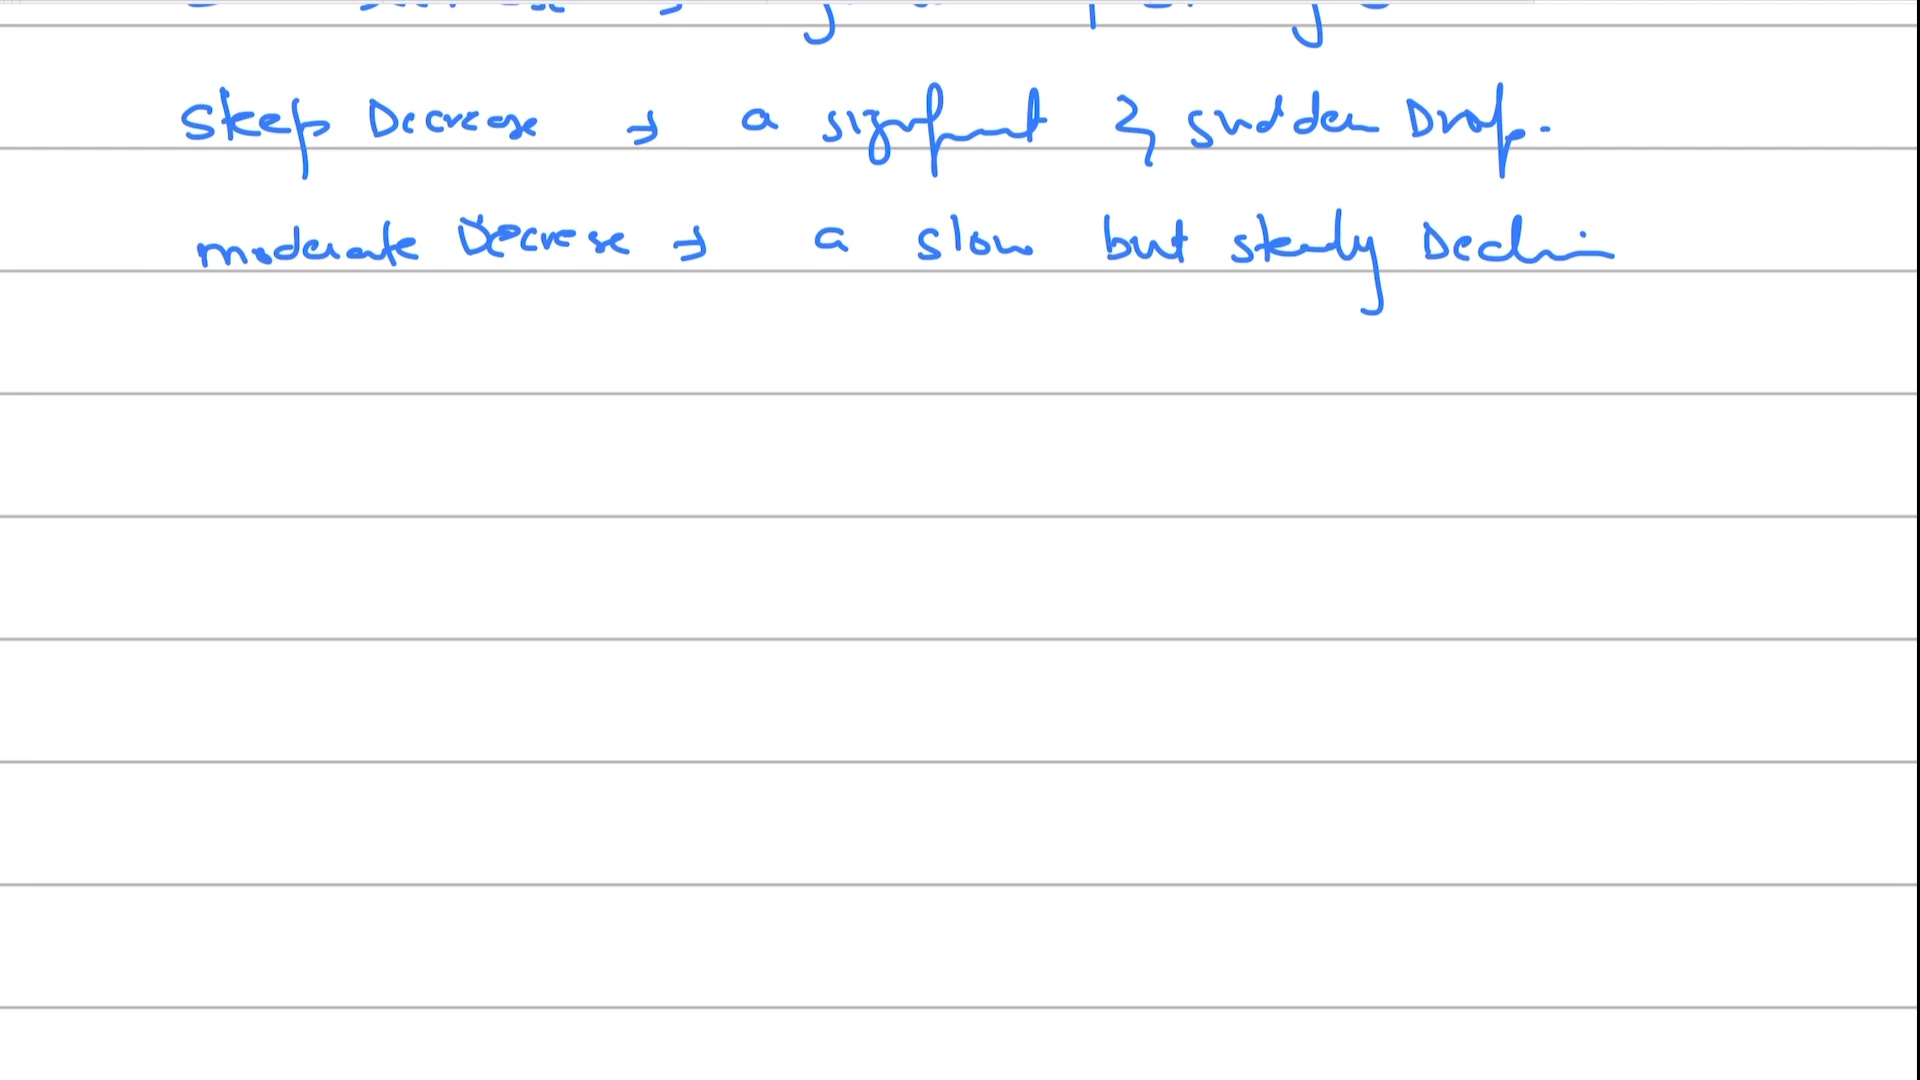 Steep Decrease → a significant & sudden Drop.
moderate Decrease → a slow but steady Decline